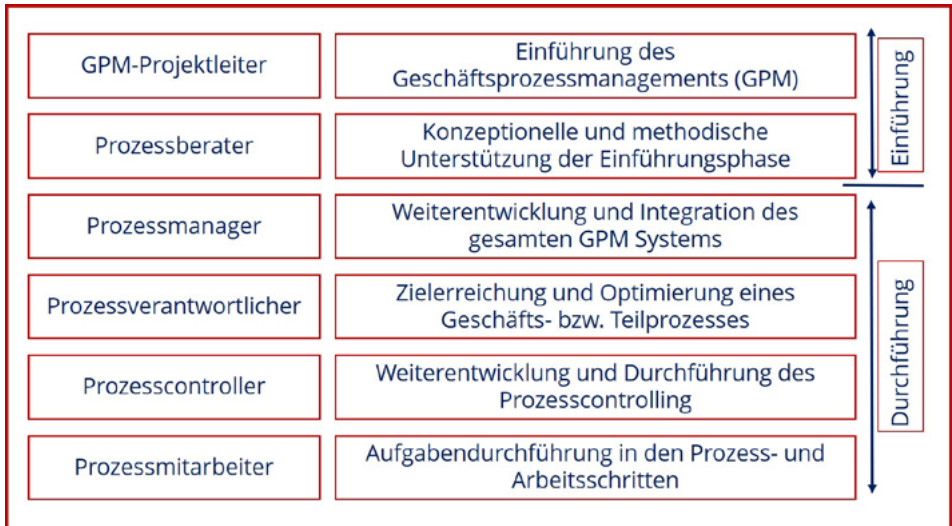 GPM-Projektleiter
Einführung des
Geschäftsprozessmanagements (GPM)
Prozessberater
Konzeptionelle und methodische
Unterstützung der Einführungsphase
Einführung
Prozessmanager
Weiterentwicklung und Integration des
gesamten GPM Systems
Prozessverantwortlicher
Zielerreichung und Optimierung eines
Geschäfts- bzw. Teilprozesses
Prozesscontroller
Weiterentwicklung und Durchführung des
Prozesscontrolling
Prozessmitarbeiter
Aufgabendurchführung in den Prozess- und
Arbeitsschritten
Durchführung